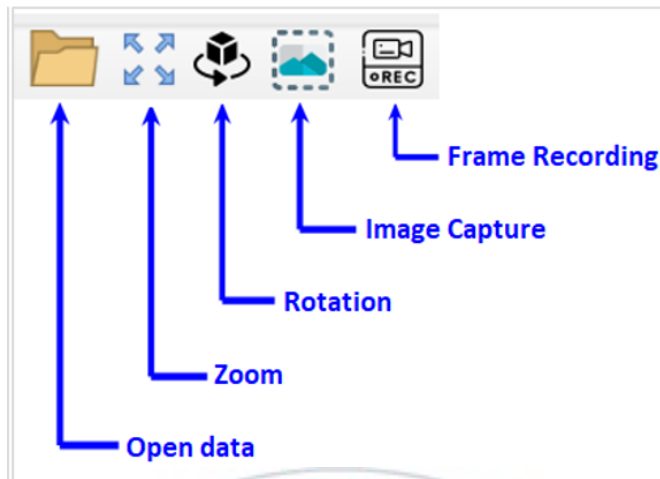 REC
Frame Recording
Image Capture
Rotation
Zoom
Open data